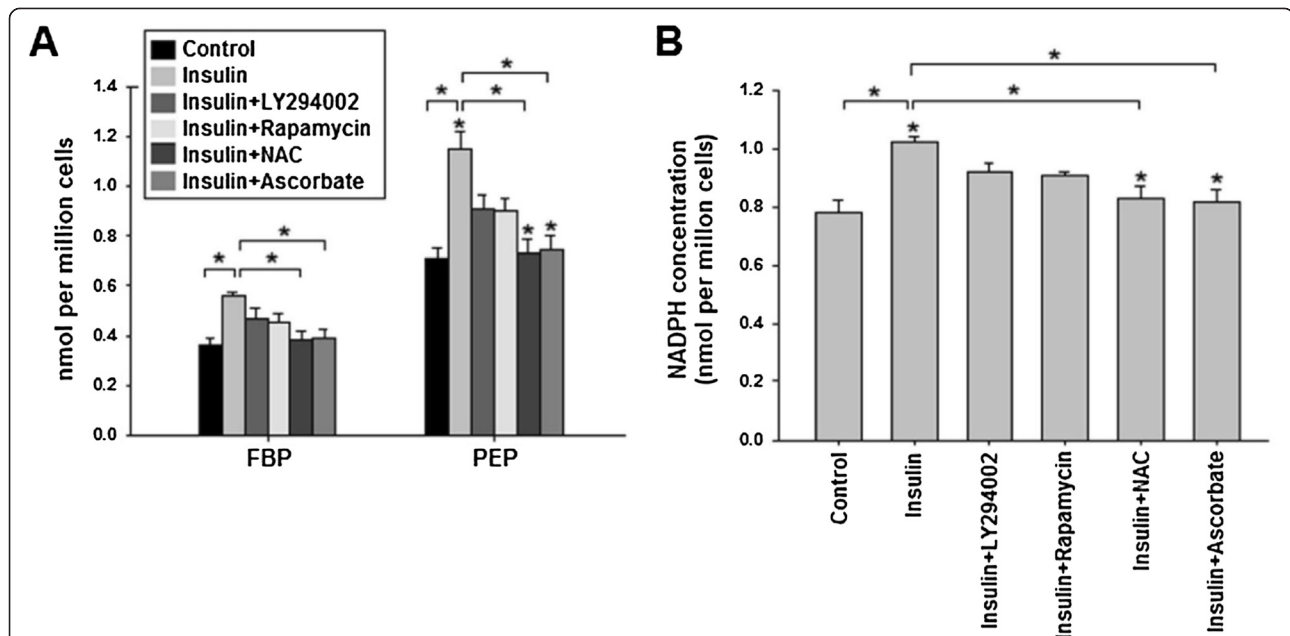 A
Control
Insulin
Insulin+LY294002
Insulin+Rapamycin
Insulin+NAC
Insulin+Ascorbate
nmol per million cells
1.4
1.2
1.0
0.8
0.6
0.4
0.2
0.0
*
*
*
*
*
*
*
*
*
FBP
PEP
B
NADPH concentration
(nmol per millon cells)
1.2
1.0
0.8
0.6
0.4
0.2
0.0
*
*
*
*
*
*
Control
Insulin
Insulin+LY294002
Insulin+Rapamycin
Insulin+NAC
Insulin+Ascorbate